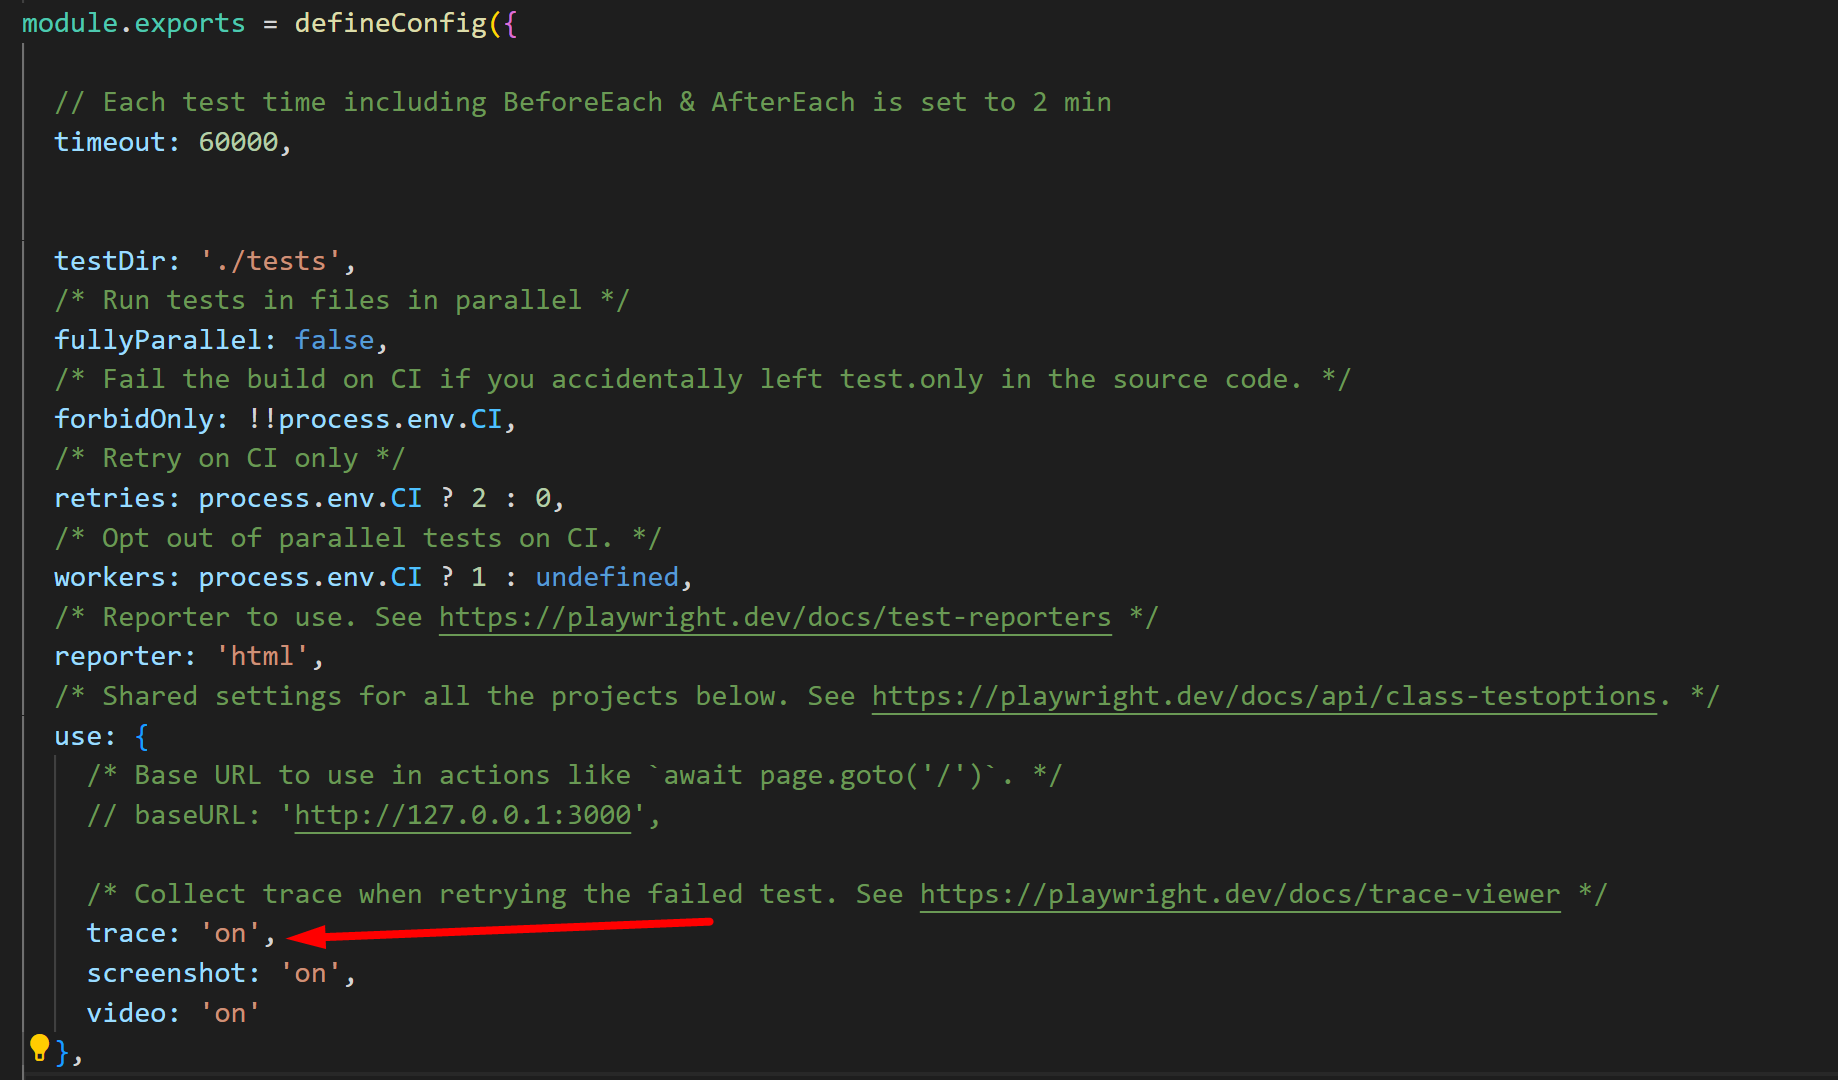 module.exports = defineConfig({
// Each test time including BeforeEach & AfterEach is set to 2 min
timeout: 60000,
testDir: './tests',
/* Run tests in files in parallel */
fullyParallel: false,
/* Fail the build on CI if you accidentally left test.only in the source code. */
forbidOnly: !!process.env.CI,
/* Retry on CI only */
retries: process.env.CI ? 2 : 0,
/* Opt out of parallel tests on CI. */
workers: process.env.CI ? 1 : undefined,
/* Reporter to use. See https://playwright.dev/docs/test-reporters */
reporter: 'html',
/* Shared settings for all the projects below. See https://playwright.dev/docs/api/class-testoptions. */
use: {
/* Base URL to use in actions like `await page.goto('/')`. */
// baseURL: 'http://127.0.0.1:3000',
/* Collect trace when retrying the failed test. See https://playwright.dev/docs/trace-viewer */
trace: 'on',
screenshot: 'on',
video: 'on'
},